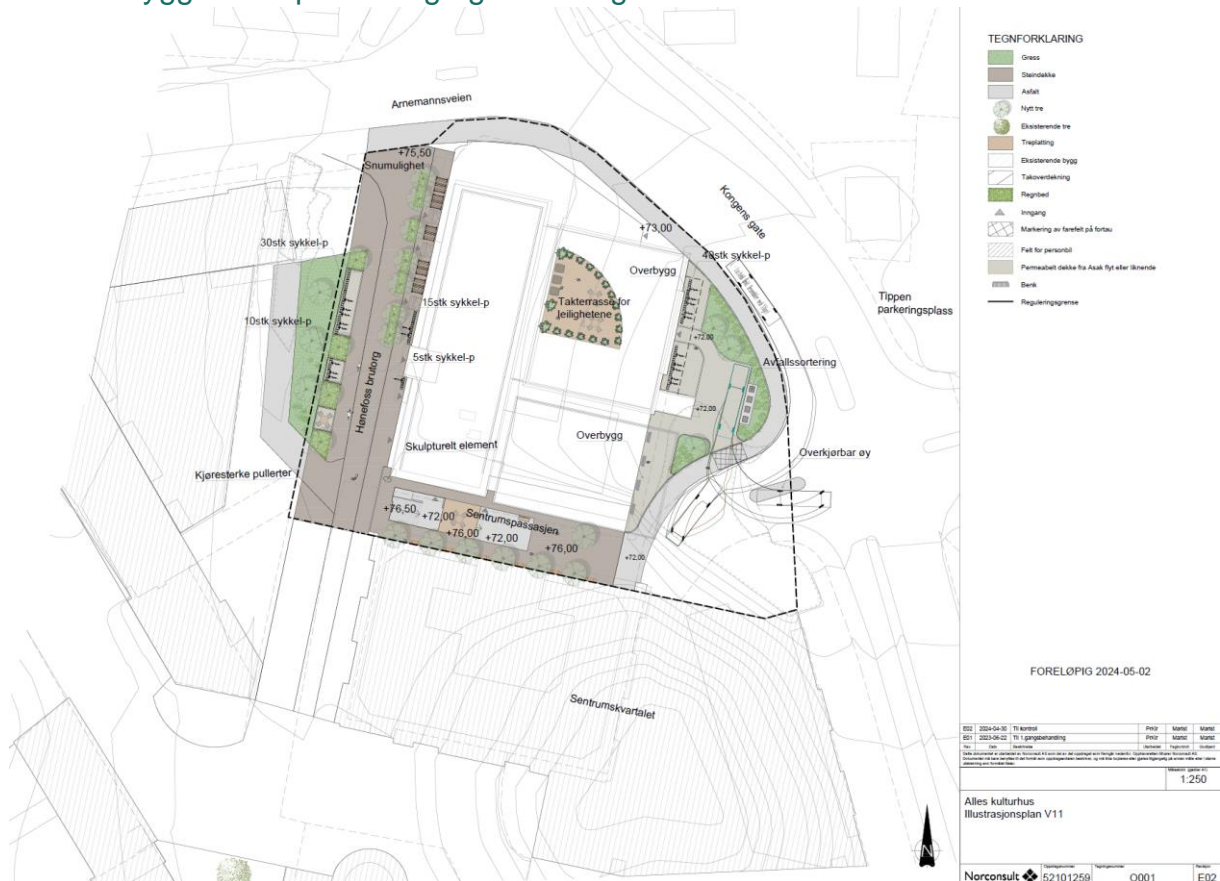 Arnemannsveien
+75,50
Snumulighet
Kongens gate
+73,00
30stk sykkel-p
Overbygg
Takterrasse for
leilighetene
Tippen
parkeringsplass
15stk sykkel-p
10stk sykkel-p
+72,00
5stk sykkel-p
Avfallssortering
Hønefoss brutorg
+72,00
Overbygg
Skulpturelt element
Overkjørbar øy
Kjøresterke pullerter
+76,50
+72,00
Sentrumspassasjen
+76,00
+72,00
+76,00
+72,00
Sentrumskvartalet
N
TEGNFORKLARING
Gress
Steindekke
Asfalt
Nytt tre
Eksisterende tre
Treplatting
Eksisterende bygg
Takoverdekning
Regnbed
Inngang
Markering av farefelt på fortau
Felt for personbil
Permeabelt dekke fra Asak flyt eller liknende
Benk
Reguleringsgrense
FORELØPIG 2024-05-02
E02 2024-04-30 Til kontroll
E01 2023-06-22 Til 1.gangsbehandling
1:250
Alles kulturhus
Illustrasjonsplan V11
Oppdragsnummer Tegningsnummer Revisjon
Norconsult 52101259 O001 E02